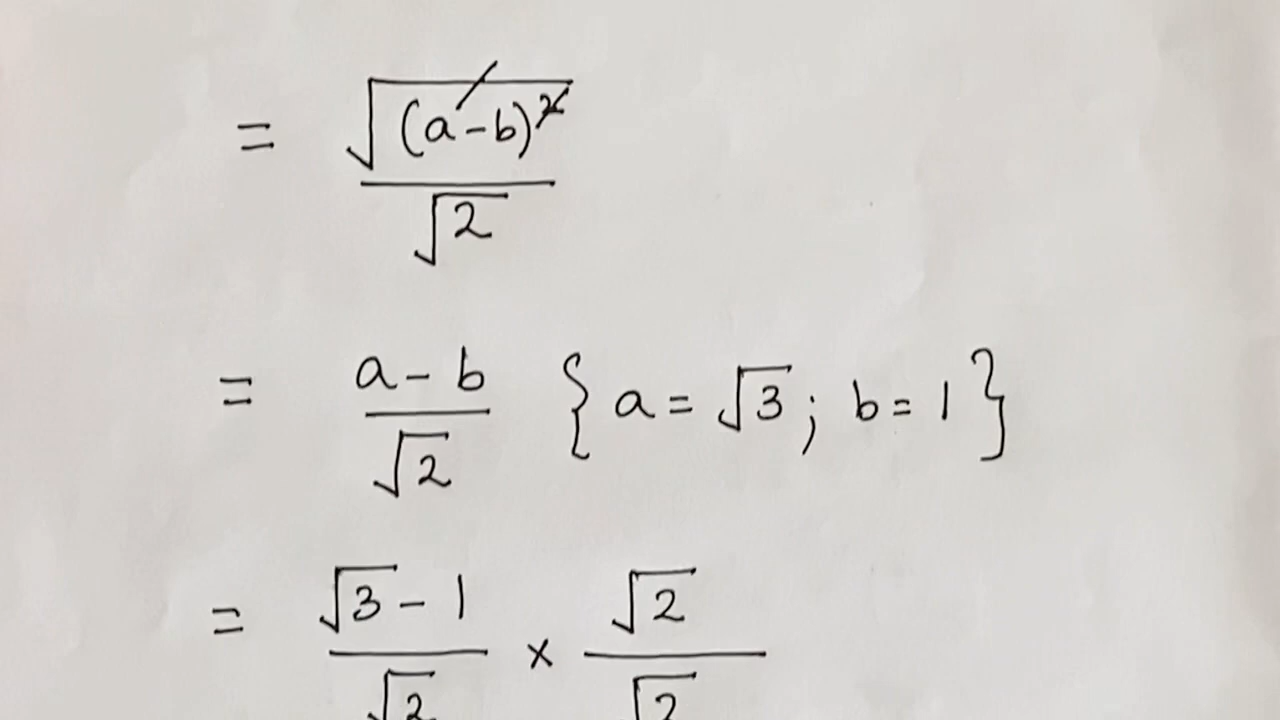 = √(a-b)² / √2
= a - b / √2 { a = √3 ; b = 1 }
= √3 - 1 / √2 × √2 / √2